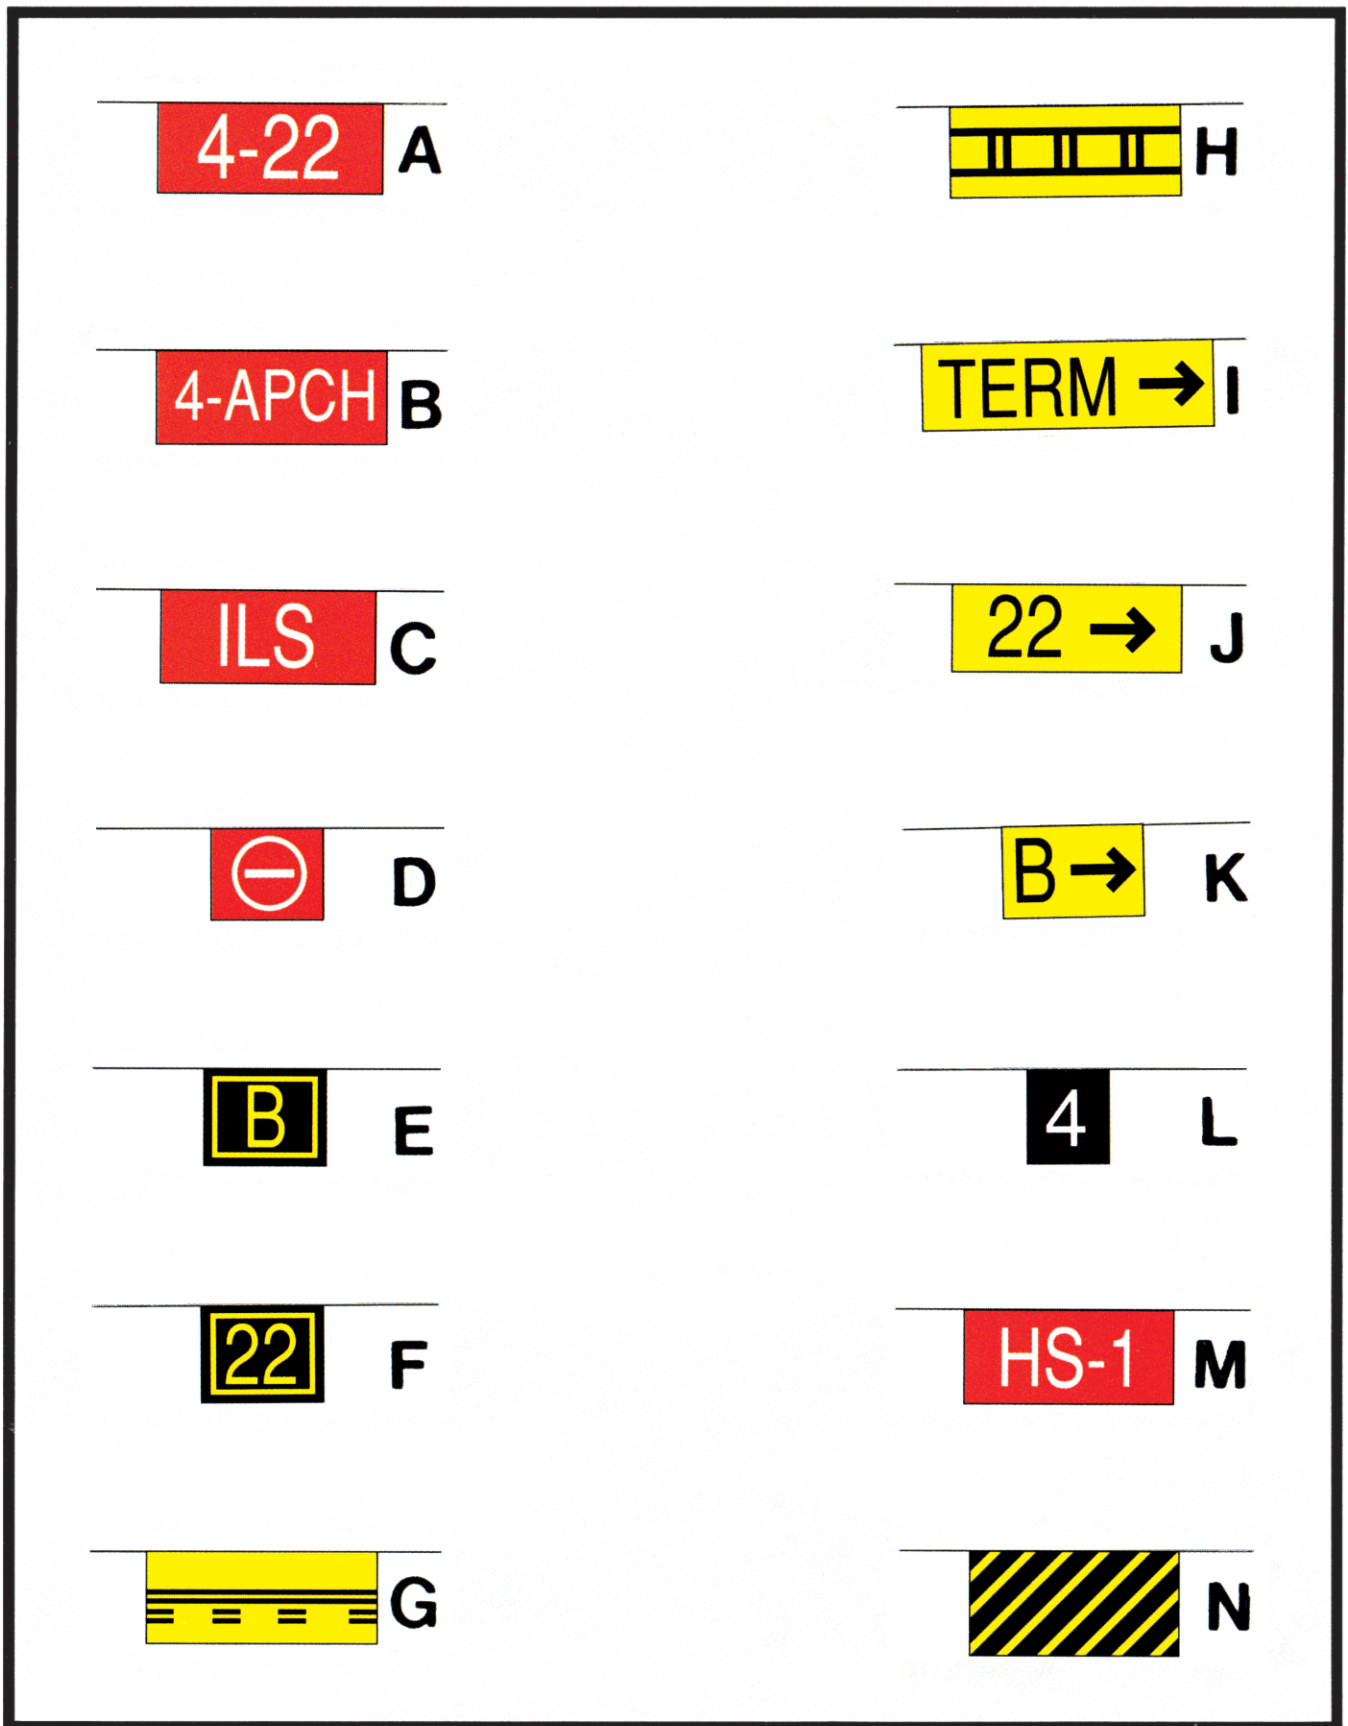 4-22 A
4-APCH B
ILS C
D
B E
22 F
G
H
TERM → I
22 → J
B → K
4 L
HS-1 M
N